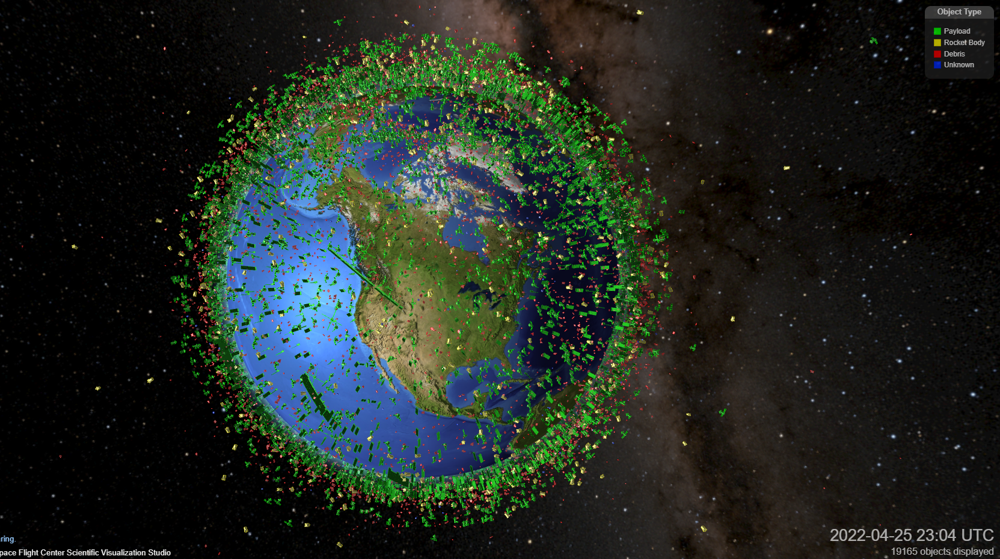 Object Type
Payload
Rocket Body
Debris
Unknown
ring.
pace Flight Center Scientific Visualization Studio
2022-04-25 23:04 UTC
19165 objects displayed